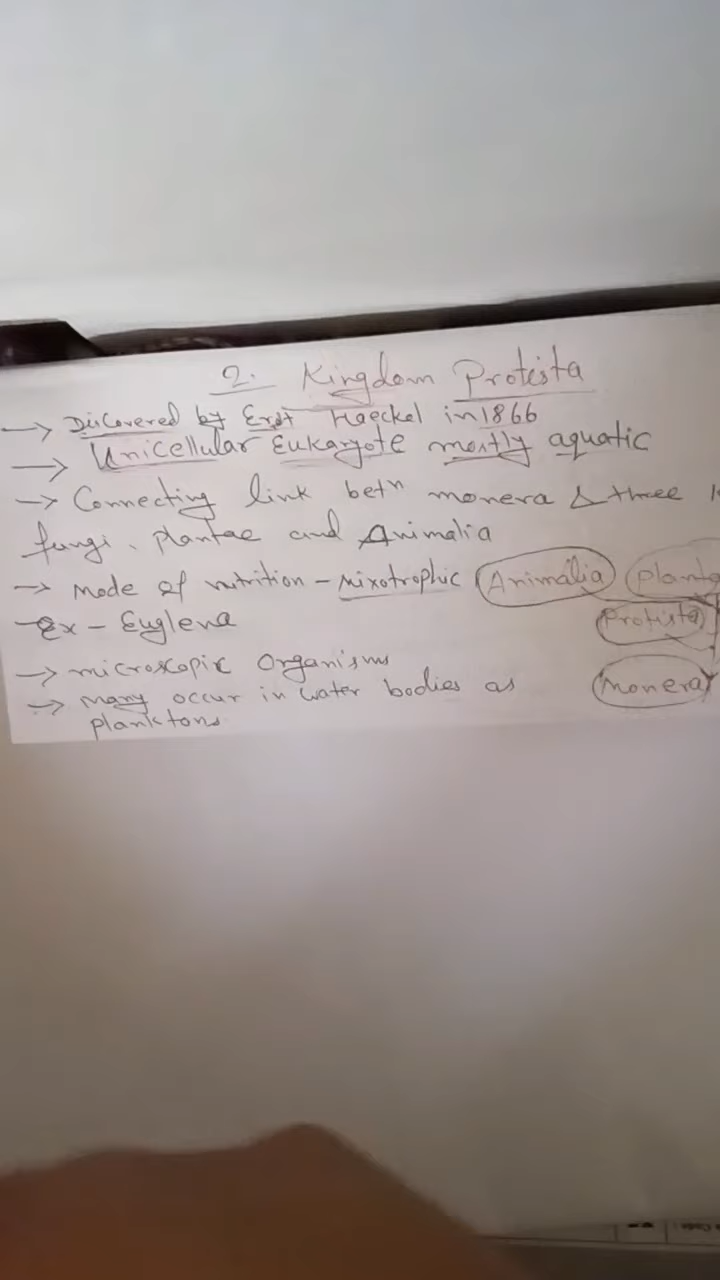 2. Kingdom Protista
→ Discovered by Erst Haeckel in 1866
→ Unicellular Eukaryote mostly aquatic
→ Connecting link betⁿ monera & three
fungi, plantae and Animalia
→ Mode of nutrition - Mixotrophic Animalia
Ex - Euglena Protista
→ microscopic organisms
→ many occur in water bodies as Monera
planktons